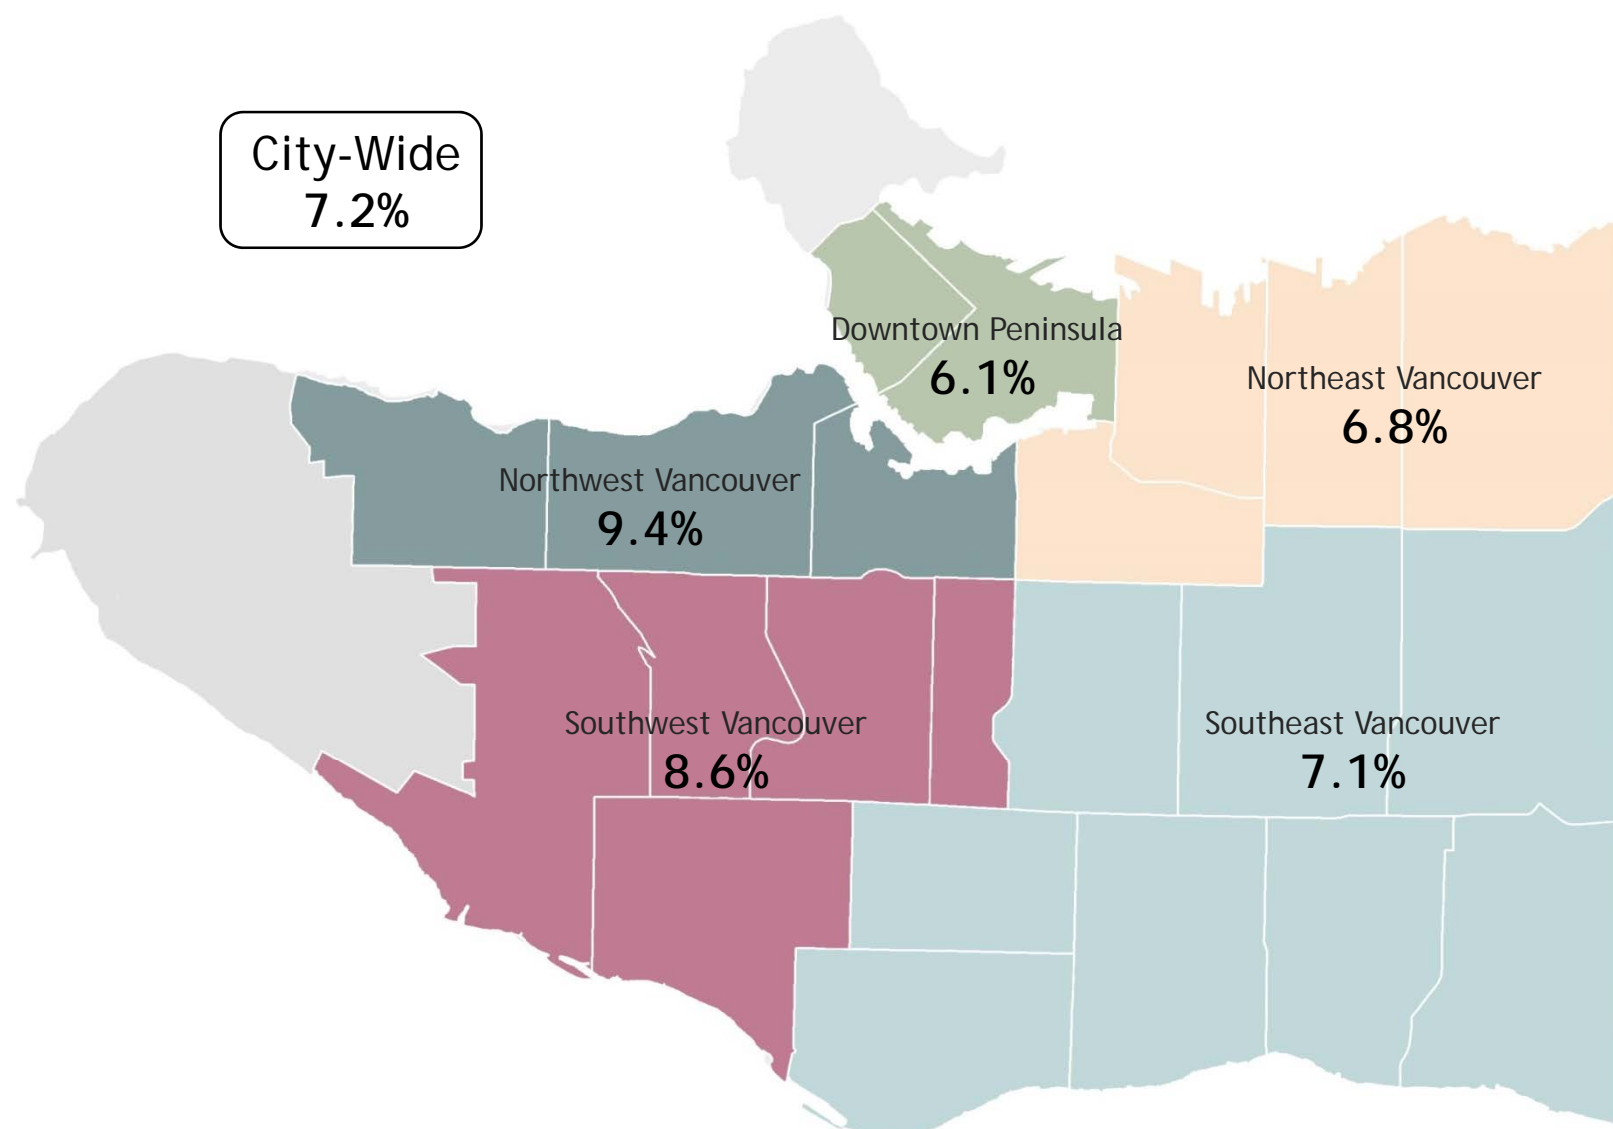 City-Wide
7.2%
Downtown Peninsula
6.1%
Northeast Vancouver
6.8%
Northwest Vancouver
9.4%
Southwest Vancouver
8.6%
Southeast Vancouver
7.1%